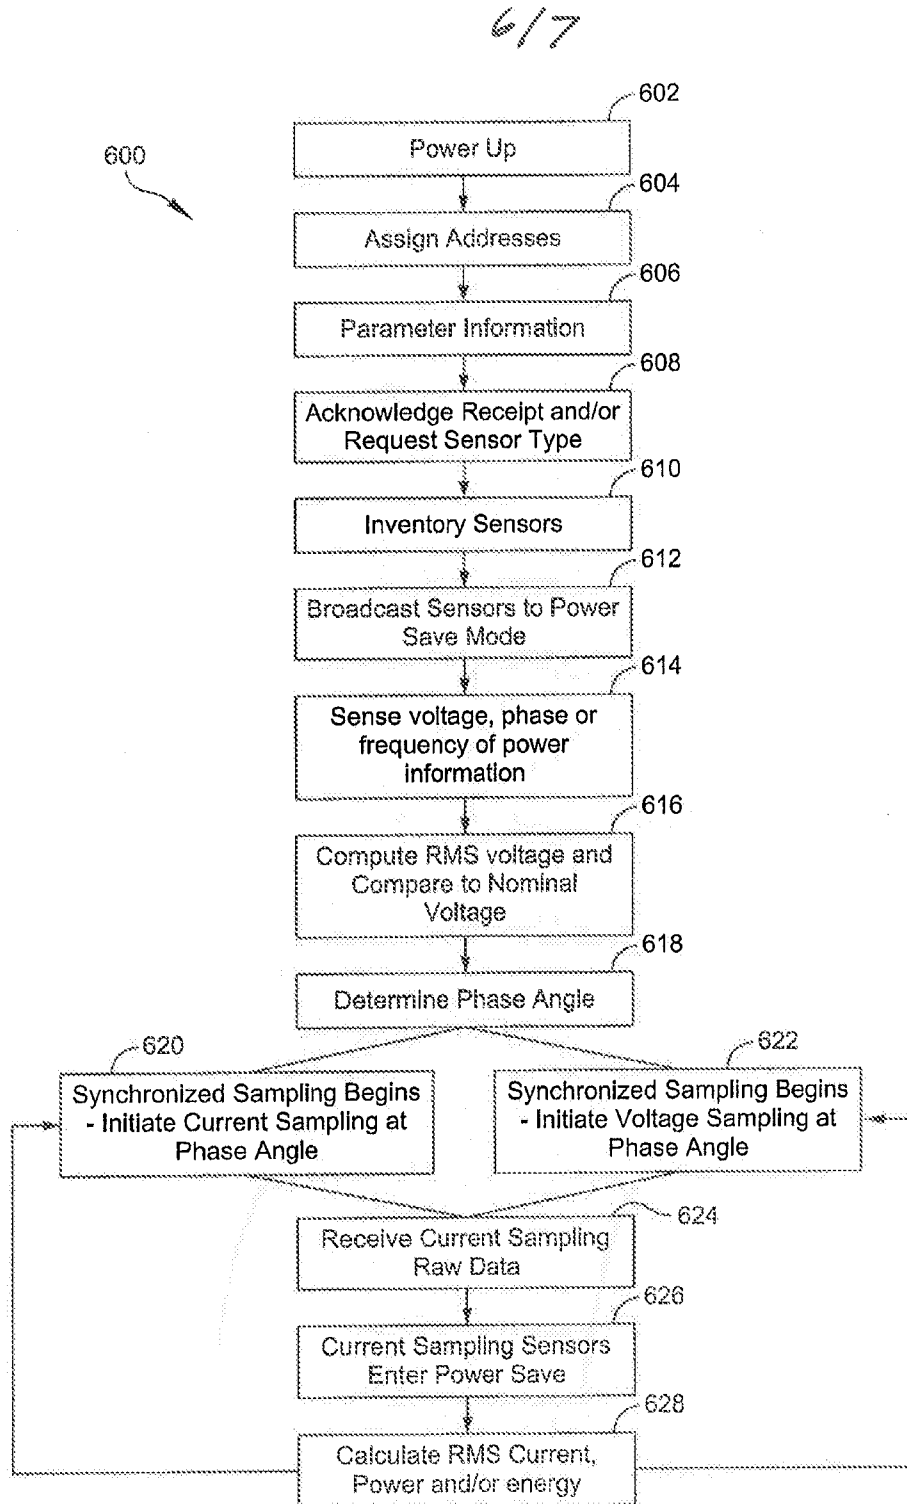 6/7
602
Power Up
600
604
Assign Addresses
606
Parameter Information
608
Acknowledge Receipt and/or
Request Sensor Type
610
Inventory Sensors
612
Broadcast Sensors to Power
Save Mode
614
Sense voltage, phase or
frequency of power
information
616
Compute RMS voltage and
Compare to Nominal
Voltage
618
Determine Phase Angle
620
Synchronized Sampling Begins
- Initiate Current Sampling at
Phase Angle
622
Synchronized Sampling Begins
- Initiate Voltage Sampling at
Phase Angle
624
Receive Current Sampling
Raw Data
626
Current Sampling Sensors
Enter Power Save
628
Calculate RMS Current,
Power and/or energy